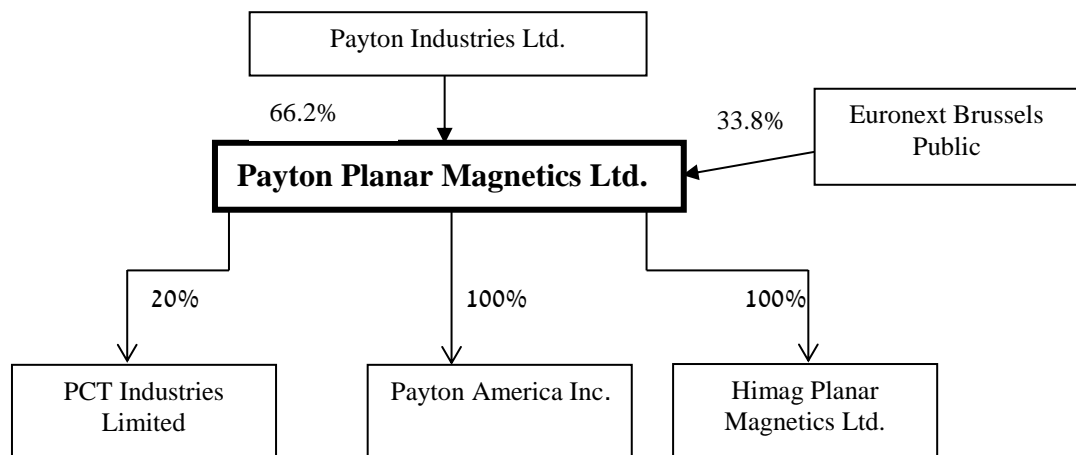 Payton Industries Ltd.
66.2%
33.8%
Euronext Brussels
Public
Payton Planar Magnetics Ltd.
20%
100%
100%
PCT Industries
Limited
Payton America Inc.
Himag Planar
Magnetics Ltd.